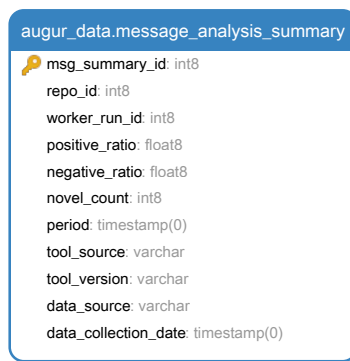 augur_data.message_analysis_summary
msg_summary_id: int8
repo_id: int8
worker_run_id: int8
positive_ratio: float8
negative_ratio: float8
novel_count: int8
period: timestamp(0)
tool_source: varchar
tool_version: varchar
data_source: varchar
data_collection_date: timestamp(0)